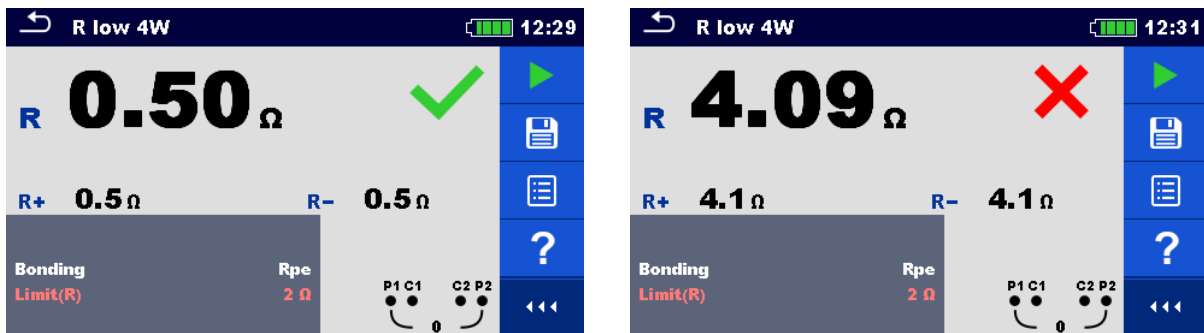 R low 4W 12:29
R 0.50 Ω
R+ 0.5 Ω R- 0.5 Ω
?
Bonding Rpe
Limit(R) 2 Ω
P1 C1 C2 P2
0
R low 4W 12:31
R 4.09 Ω
R+ 4.1 Ω R- 4.1 Ω
?
Bonding Rpe
Limit(R) 2 Ω
P1 C1 C2 P2
0